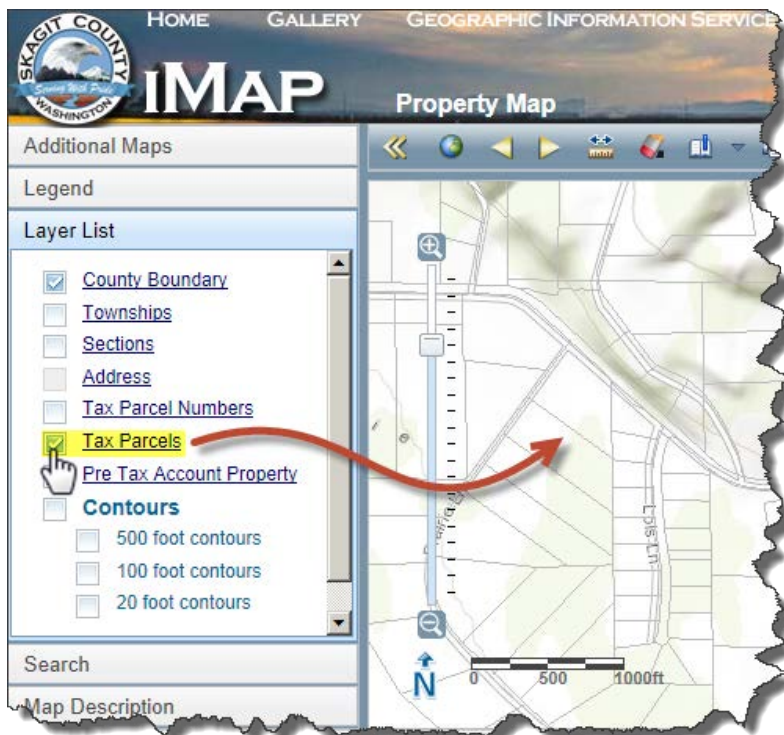 HOME GALLERY GEOGRAPHIC INFORMATION SERVICE
SKAGIT COUNTY
Serving With Pride
WASHINGTON
iMAP
Property Map
Additional Maps
Legend
Layer List
County Boundary
Townships
Sections
Address
Tax Parcel Numbers
Tax Parcels
Pre Tax Account Property
Contours
500 foot contours
100 foot contours
20 foot contours
Search
Map Description
Lois Ln
N
0 500 1000ft